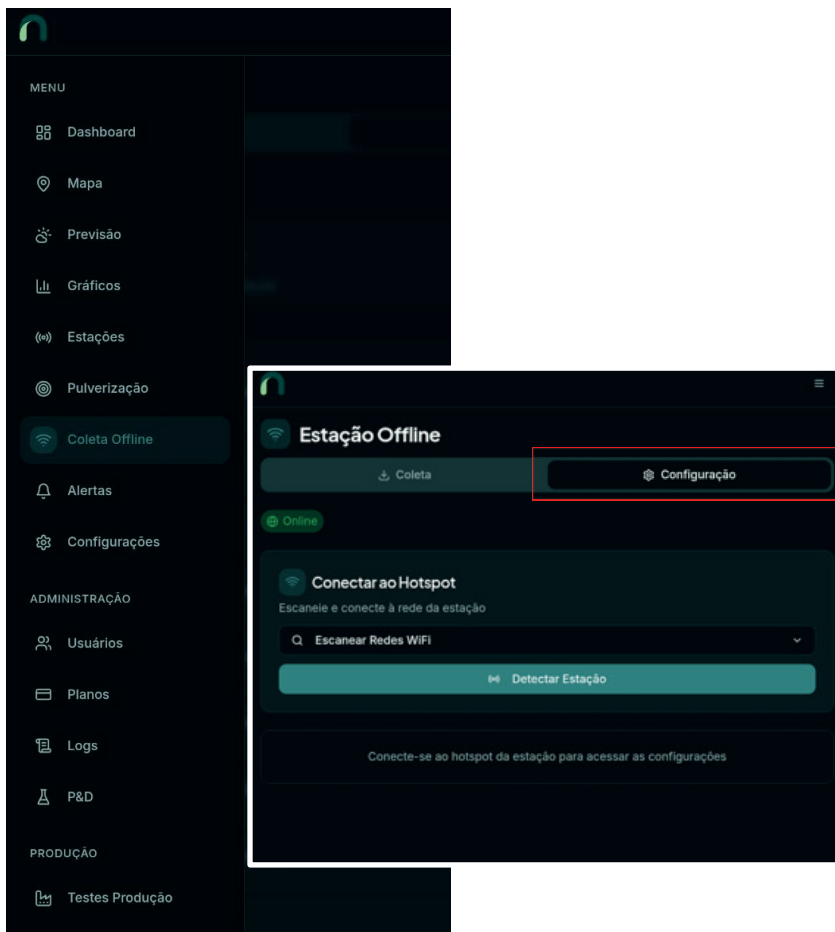 MENU
Dashboard
Mapa
Previsão
Gráficos
Estações
Pulverização
Coleta Offline
Alertas
Configurações
ADMINISTRAÇÃO
Usuários
Planos
Logs
P&D
PRODUÇÃO
Testes Produção
Estação Offline
Coleta
Configuração
Online
Conectar ao Hotspot
Escaneie e conecte à rede da estação
Escanear Redes WiFi
Detectar Estação
Conecte-se ao hotspot da estação para acessar as configurações